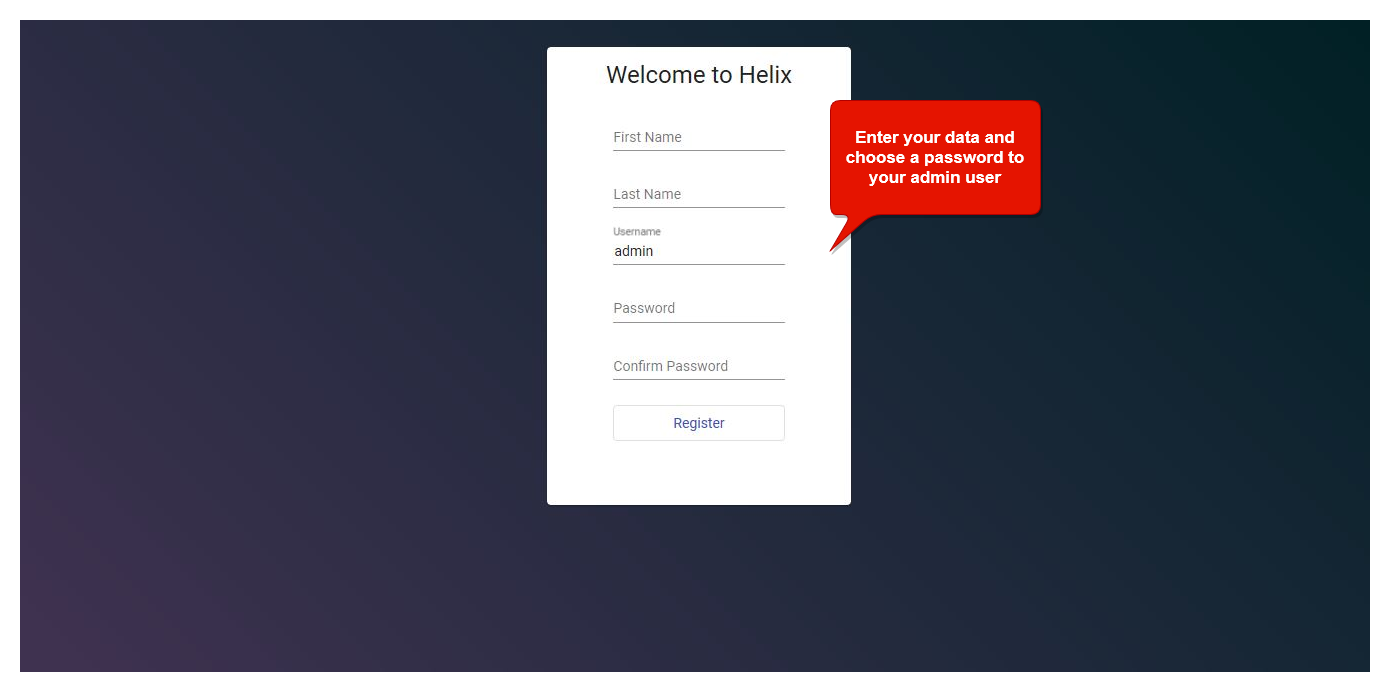 Welcome to Helix
First Name
Enter your data and
choose a password to
your admin user
Last Name
Username
admin
Password
Confirm Password
Register